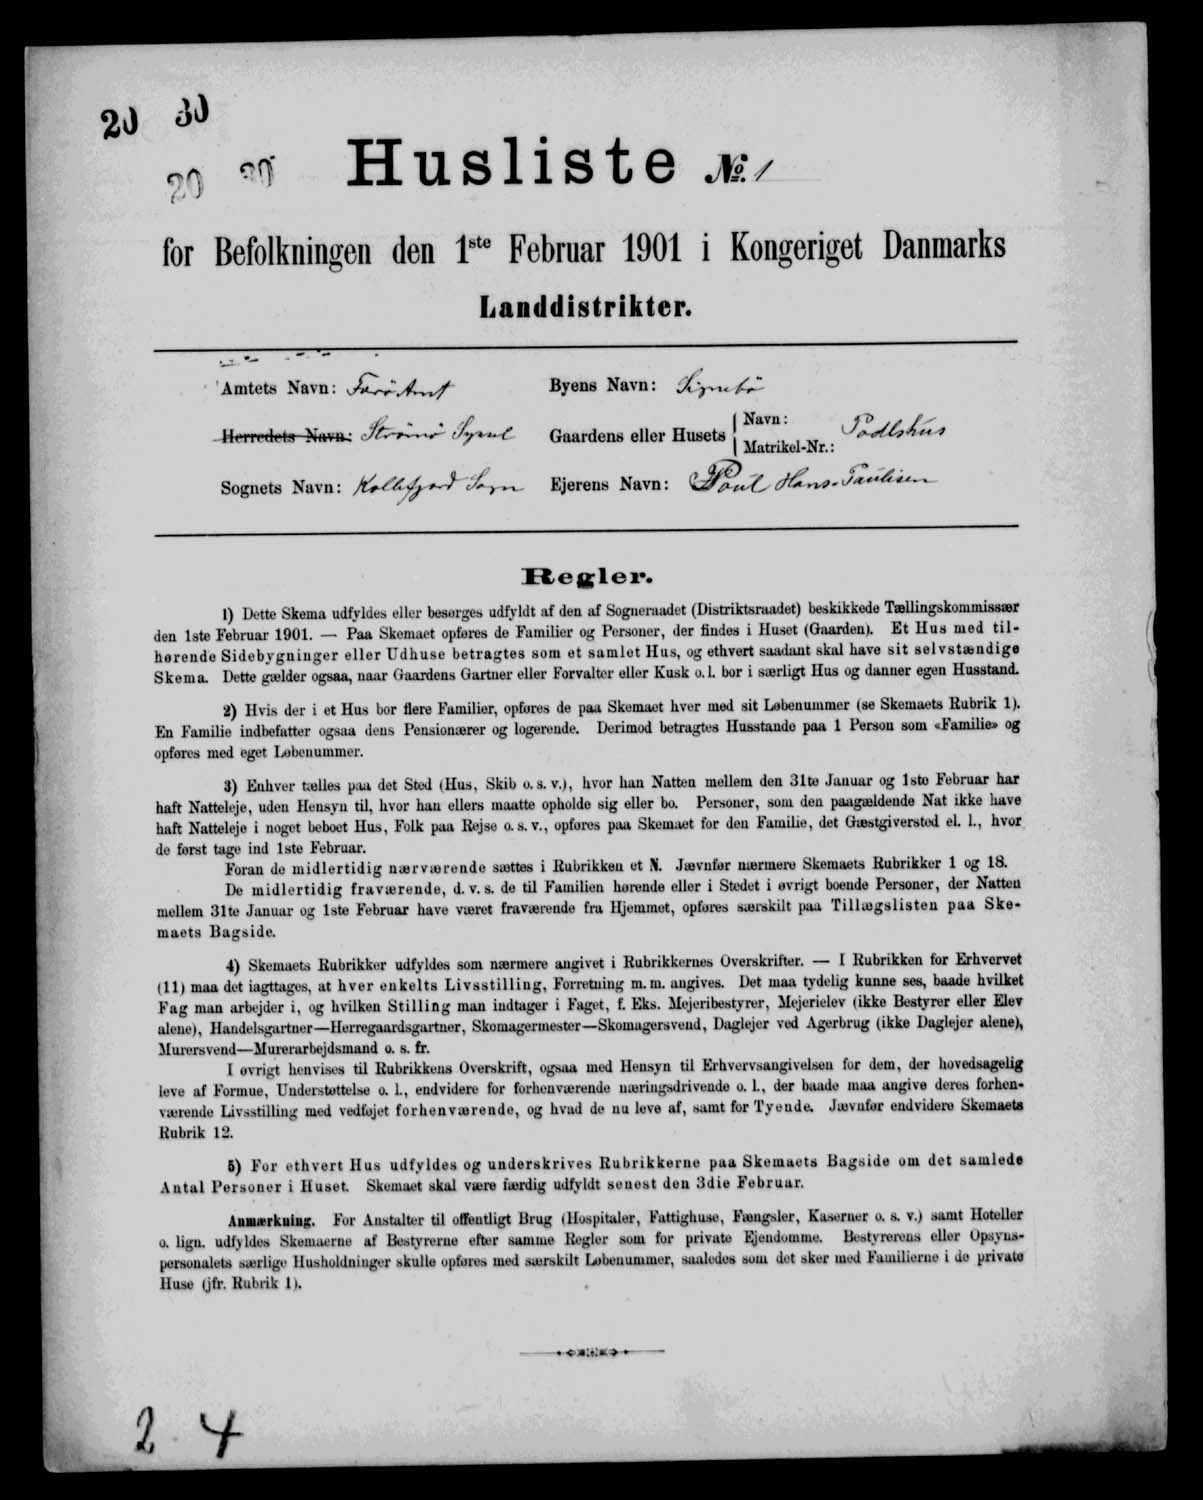 20 30
20 30
Husliste № 1
for Befolkningen den 1ste Februar 1901 i Kongeriget Danmarks
Landdistrikter.
Amtets Navn: Færö Amt
Byens Navn: Signebö
Herredets Navn: Strömö Syssel
Gaardens eller Husets
Navn:
Matrikel-Nr.:
Podlshus
Sognets Navn: Kollefjord Sogn
Ejerens Navn: Poul Hans Paulisen
Regler.
1) Dette Skema udfyldes eller besørges udfyldt af den af Sogneraadet (Distriktsraadet) beskikkede Tællingskommissær
den 1ste Februar 1901. — Paa Skemaet opføres de Familier og Personer, der findes i Huset (Gaarden). Et Hus med til-
hørende Sidebygninger eller Udhuse betragtes som et samlet Hus, og ethvert saadant skal have sit selvstændige
Skema. Dette gælder ogsaa, naar Gaardens Gartner eller Forvalter eller Kusk o. l. bor i særligt Hus og danner egen Husstand.
2) Hvis der i et Hus bor flere Familier, opføres de paa Skemaet hver med sit Løbenummer (se Skemaets Rubrik 1).
En Familie indbefatter ogsaa dens Pensionærer og logerende. Derimod betragtes Husstande paa 1 Person som «Familie» og
opføres med eget Løbenummer.
3) Enhver tælles paa det Sted (Hus, Skib o. s. v.), hvor han Natten mellem den 31te Januar og 1ste Februar har
haft Natteleje, uden Hensyn til, hvor han ellers maatte opholde sig eller bo. Personer, som den paagældende Nat ikke have
haft Natteleje i noget beboet Hus, Folk paa Rejse o. s. v., opføres paa Skemaet for den Familie, det Gæstgiversted el. l., hvor
de først tage ind 1ste Februar.
Foran de midlertidig nærværende sættes i Rubrikken et N. Jævnfør nærmere Skemaets Rubrikker 1 og 18.
De midlertidig fraværende, d. v. s. de til Familien hørende eller i Stedet i øvrigt boende Personer, der Natten
mellem 31te Januar og 1ste Februar have været fraværende fra Hjemmet, opføres særskilt paa Tillægslisten paa Ske-
maets Bagside.
4) Skemaets Rubrikker udfyldes som nærmere angivet i Rubrikkernes Overskrifter. — I Rubrikken for Erhvervet
(11) maa det iagttages, at hver enkelts Livsstilling, Forretning m. m. angives. Det maa tydelig kunne ses, baade hvilket
Fag man arbejder i, og hvilken Stilling man indtager i Faget, f. Eks. Mejeribestyrer, Mejerielev (ikke Bestyrer eller Elev
alene), Handelsgartner—Herregaardsgartner, Skomagermester—Skomagersvend, Daglejer ved Agerbrug (ikke Daglejer alene),
Murersvend—Murerarbejdsmand o. s. fr.
I øvrigt henvises til Rubrikkens Overskrift, ogsaa med Hensyn til Erhvervsangivelsen for dem, der hovedsagelig
leve af Formue, Understøttelse o. l., endvidere for forhenværende næringsdrivende o. l., der baade maa angive deres forhen-
værende Livsstilling med vedføjet forhenværende, og hvad de nu leve af, samt for Tyende. Jævnfør endvidere Skemaets
Rubrik 12.
5) For ethvert Hus udfyldes og underskrives Rubrikkerne paa Skemaets Bagside om det samlede
Antal Personer i Huset. Skemaet skal være færdig udfyldt senest den 3die Februar.
Anmærkning. For Anstalter til offentligt Brug (Hospitaler, Fattighuse, Fængsler, Kaserner o. s. v.) samt Hoteller
o. lign. udfyldes Skemaerne af Bestyrerne efter samme Regler som for private Ejendomme. Bestyrerens eller Opsyns-
personalets særlige Husholdninger skulle opføres med særskilt Løbenummer, saaledes som det sker med Familierne i de private
Huse (jfr. Rubrik 1).
2 4